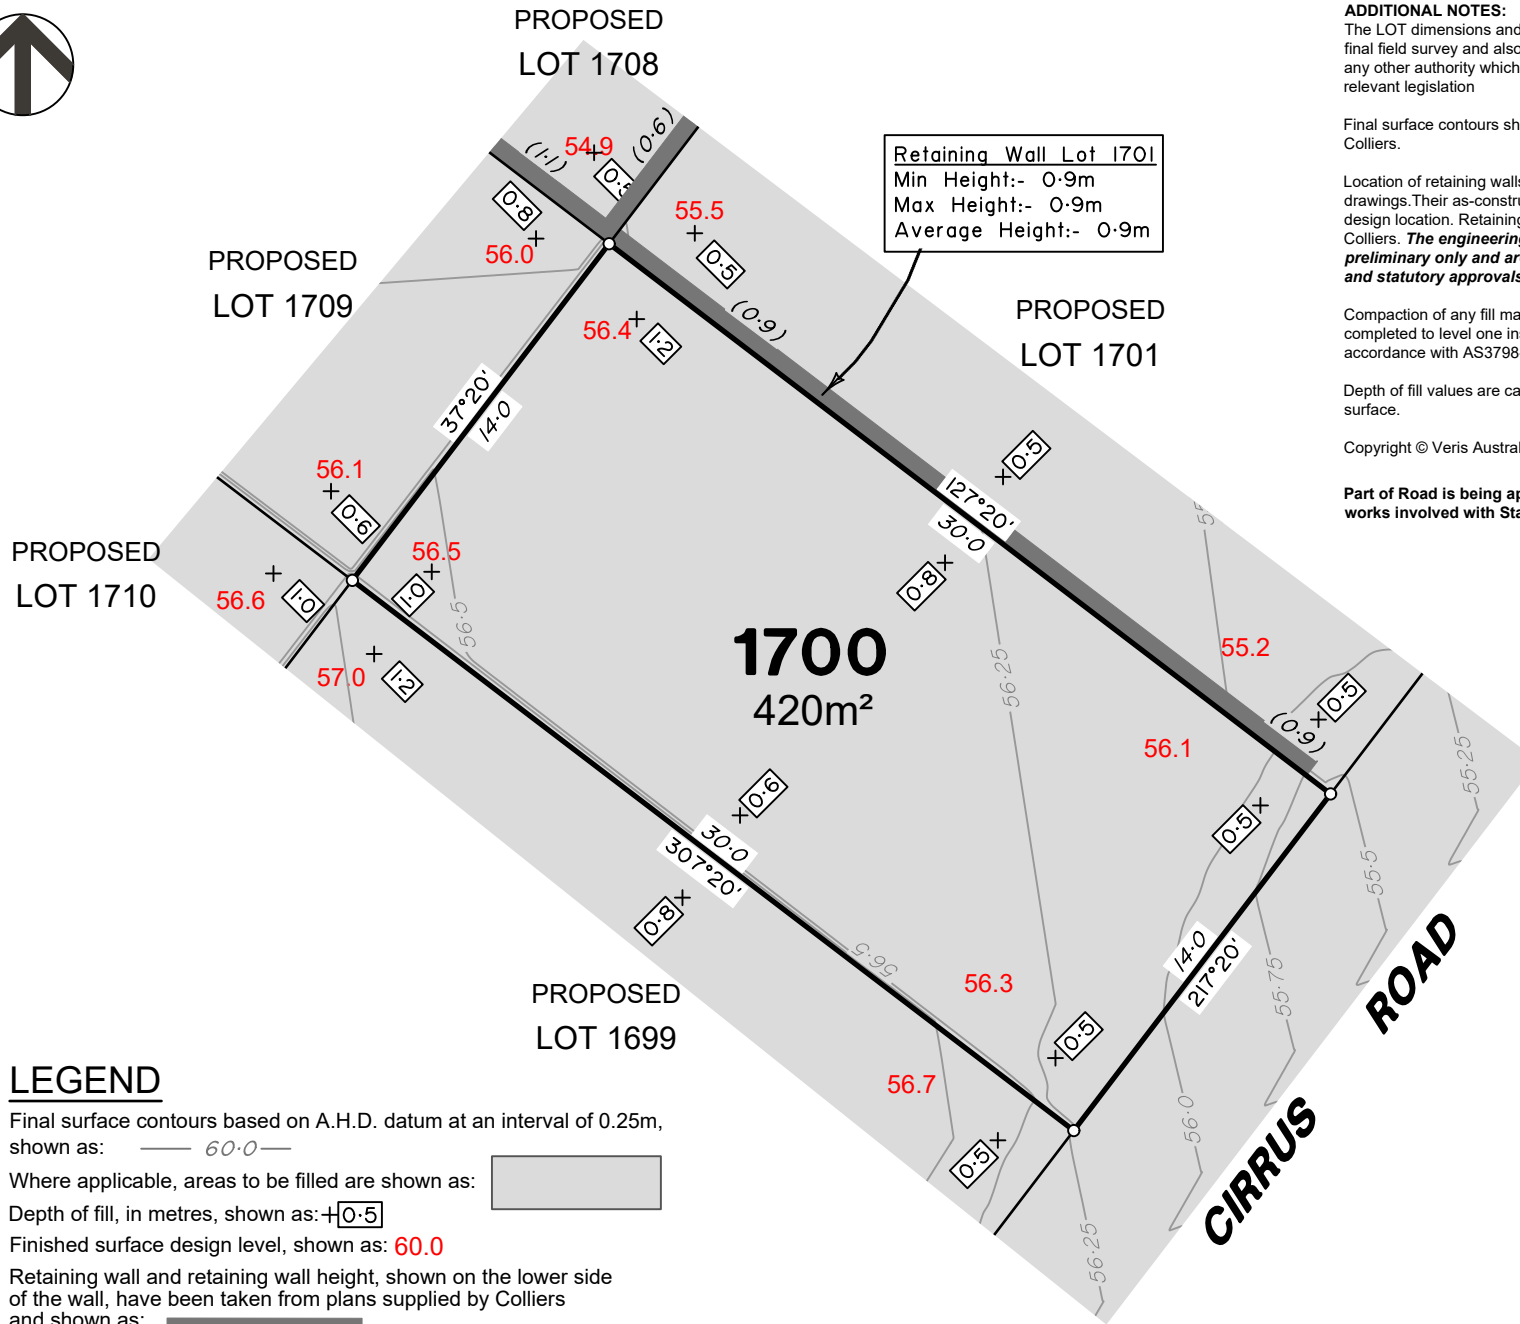 PROPOSED
LOT 1708
ADDITIONAL NOTES:
The LOT dimensions and
final field survey and also
any other authority which
relevant legislation
Final surface contours sh
Colliers.
Location of retaining walls
drawings.Their as-constru
design location. Retaining
Colliers. The engineering
preliminary only and ar
and statutory approvals
Compaction of any fill ma
completed to level one ins
accordance with AS3798
Depth of fill values are ca
surface.
Copyright © Veris Austral
Part of Road is being ap
works involved with Sta
(1·1)
54.9
(0·6)
0·5
0·8
56.0
55.5
0·5
Retaining Wall Lot 1701
Min Height:- 0·9m
Max Height:- 0·9m
Average Height:- 0·9m
PROPOSED
LOT 1709
56.4
1·2
(0·9)
PROPOSED
LOT 1701
37°20'
14·0
56.1
0·6
0·5
127°20'
30·0
PROPOSED
LOT 1710
56.6
1·0
56.5
1·0
56·5
0·8
57.0
1·2
1700
420m²
56·25
55.2
0·5
(0·9)
56.1
55·25
0·6
30·0
307°20'
0·5
55·5
0·8
56·5
14·0
217°20'
55·75
ROAD
PROPOSED
LOT 1699
56.3
0·5
56.7
0·5
56·0
CIRRUS
56·25
LEGEND
Final surface contours based on A.H.D. datum at an interval of 0.25m,
shown as: 60·0
Where applicable, areas to be filled are shown as:
Depth of fill, in metres, shown as: 0·5
Finished surface design level, shown as: 60.0
Retaining wall and retaining wall height, shown on the lower side
of the wall, have been taken from plans supplied by Colliers
and shown as: